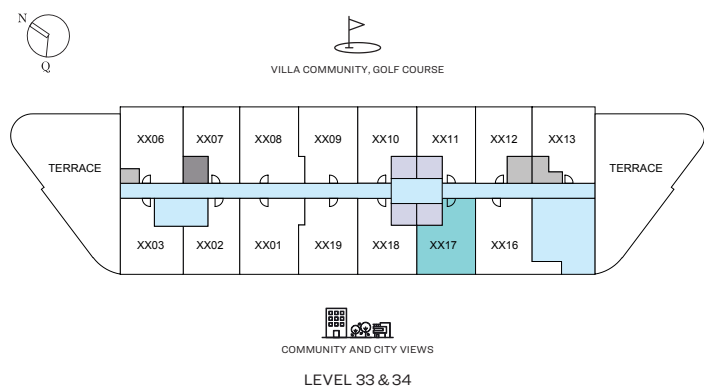 N
Q
VILLA COMMUNITY, GOLF COURSE
XX06 XX07 XX08 XX09 XX10 XX11 XX12 XX13
TERRACE TERRACE
XX03 XX02 XX01 XX19 XX18 XX17 XX16
COMMUNITY AND CITY VIEWS
LEVEL 33 & 34